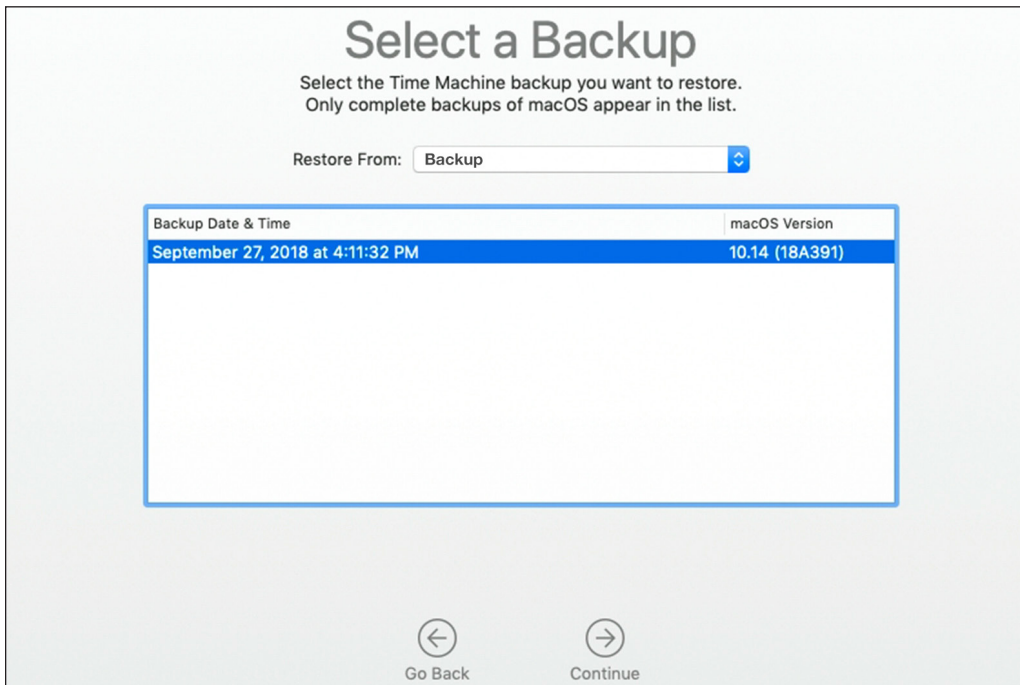 Select a Backup
Select the Time Machine backup you want to restore.
Only complete backups of macOS appear in the list.
Restore From: Backup
Backup Date & Time macOS Version
September 27, 2018 at 4:11:32 PM 10.14 (18A391)
Go Back Continue